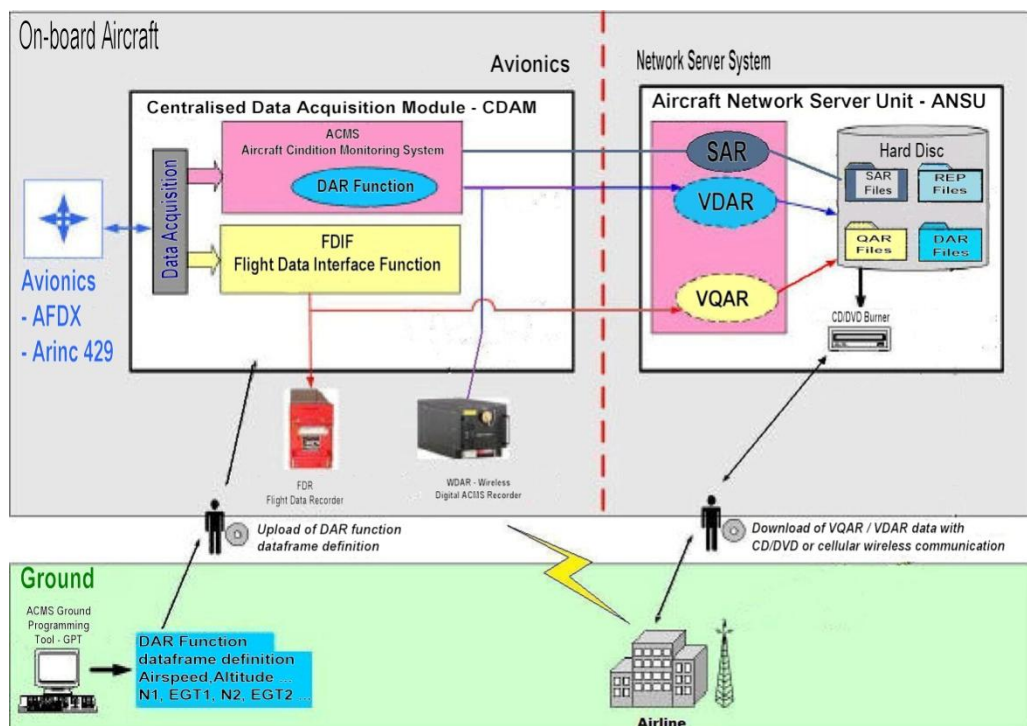 On-board Aircraft
Avionics
Network Server System
Centralised Data Acquisition Module - CDAM
Aircraft Network Server Unit - ANSU
Data Acquisition
ACMS
Aircraft Cindition Monitoring System
DAR Function
FDIF
Flight Data Interface Function
SAR
VDAR
VQAR
Hard Disc
SAR
Files
REP
Files
QAR
Files
DAR
Files
CD/DVD Burner
Avionics
- AFDX
- Arinc 429
FDR
Flight Data Recorder
WDAR - Wireless
Digital ACMS Recorder
Upload of DAR function
dataframe definition
Download of VQAR / VDAR data with
CD/DVD or cellular wireless communication
Ground
ACMS Ground
Programming
Tool - GPT
DAR Function
dataframe definition
Airspeed,Altitude ...
N1, EGT1, N2, EGT2 ...
Airline